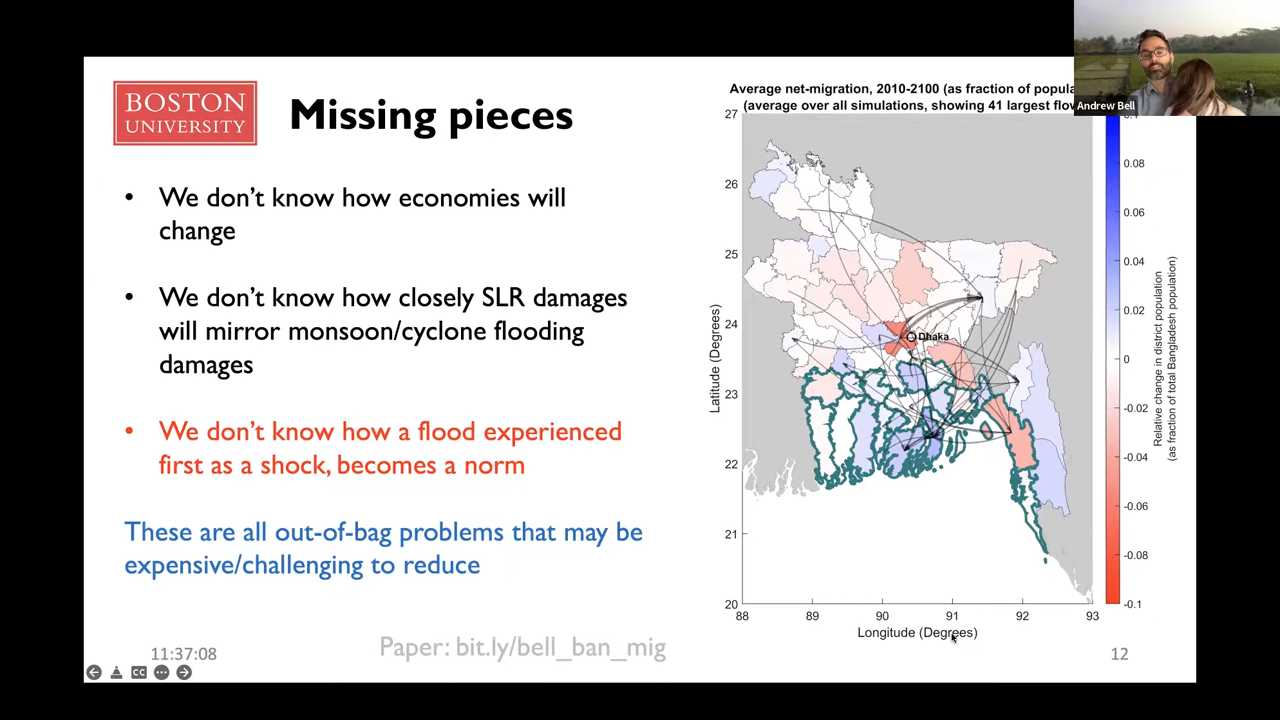 BOSTON
UNIVERSITY
Missing pieces
• We don't know how economies will
change
• We don't know how closely SLR damages
will mirror monsoon/cyclone flooding
damages
• We don't know how a flood experienced
first as a shock, becomes a norm
These are all out-of-bag problems that may be
expensive/challenging to reduce
11:37:08
Paper: bit.ly/bell_ban_mig
12
CC
Average net-migration, 2010-2100 (as fraction of
(average over all simulations, showing 41 largest
Andrew Bell
27
26
25
24
23
22
21
20
Latitude (Degrees)
Dhaka
88 89 90 91 92 93
Longitude (Degrees)
0.08
0.06
0.04
0.02
0
-0.02
-0.04
-0.06
-0.08
-0.1
Relative change in district population
(as fraction of total Bangladesh population)